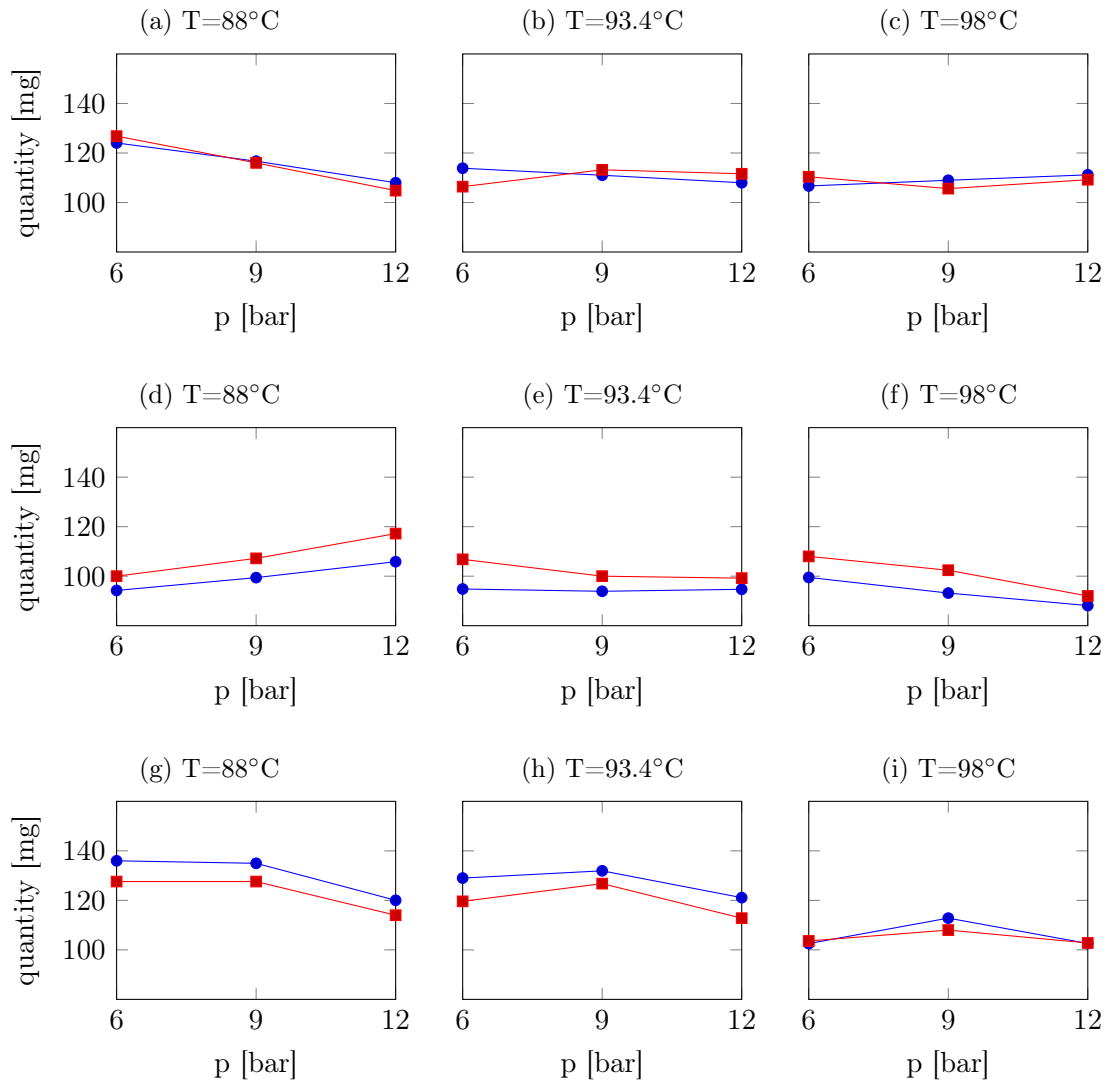 (a) T=88°C
(b) T=93.4°C
(c) T=98°C
quantity [mg]
140
120
100
6 9 12
6 9 12
6 9 12
p [bar]
p [bar]
p [bar]
(d) T=88°C
(e) T=93.4°C
(f) T=98°C
quantity [mg]
140
120
100
6 9 12
6 9 12
6 9 12
p [bar]
p [bar]
p [bar]
(g) T=88°C
(h) T=93.4°C
(i) T=98°C
quantity [mg]
140
120
100
6 9 12
6 9 12
6 9 12
p [bar]
p [bar]
p [bar]